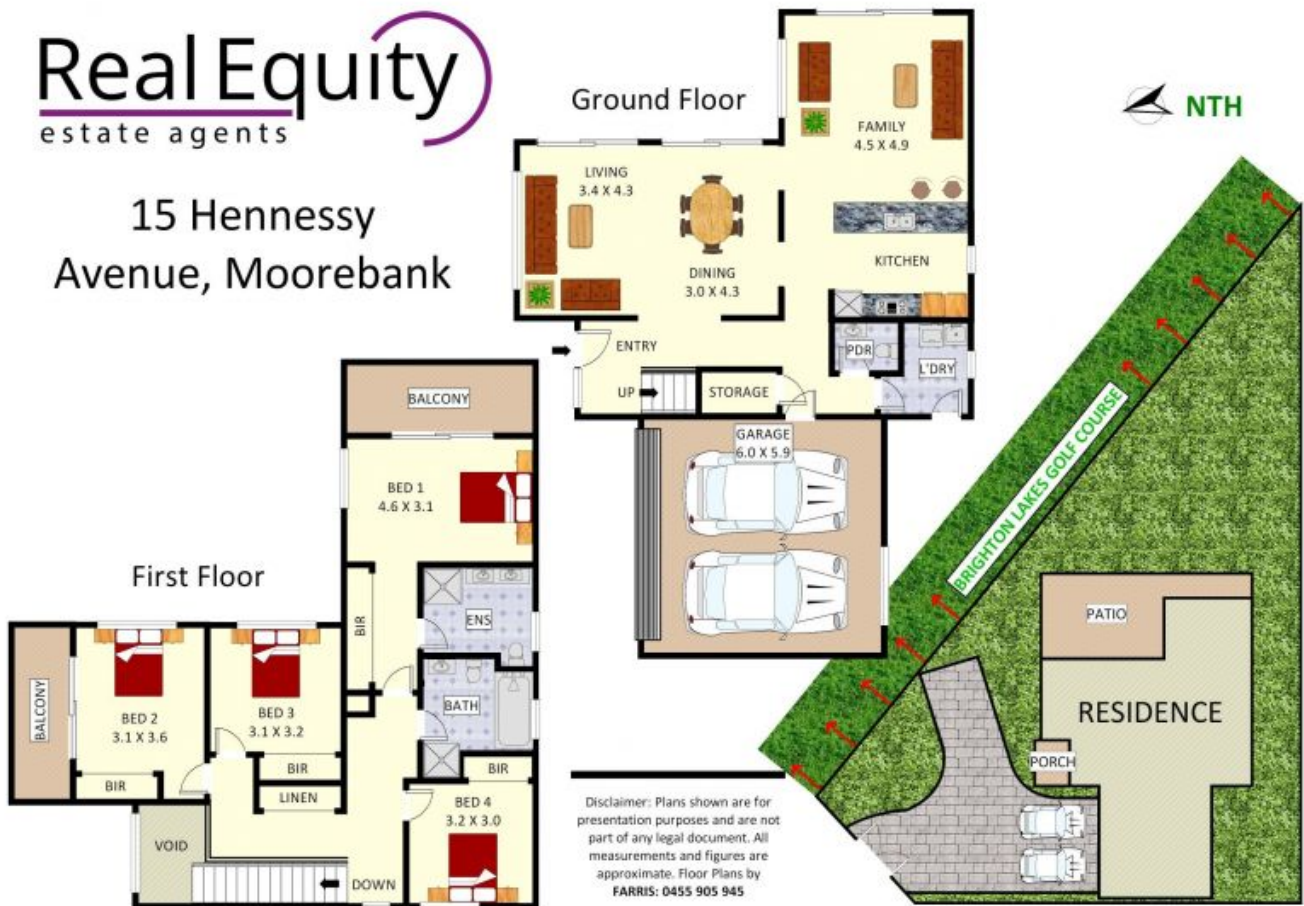 Real Equity
estate agents
15 Hennessy
Avenue, Moorebank
Ground Floor
NTH
FAMILY
4.5 X 4.9
LIVING
3.4 X 4.3
DINING
3.0 X 4.3
KITCHEN
ENTRY
PDR
L'DRY
UP
STORAGE
GARAGE
6.0 X 5.9
First Floor
BALCONY
BED 1
4.6 X 3.1
BIR
ENS
BATH
BALCONY
BED 2
3.1 X 3.6
BED 3
3.1 X 3.2
BIR
BIR
LINEN
BIR
BED 4
3.2 X 3.0
VOID
DOWN
BRIGHTON LAKES GOLF COURSE
PATIO
RESIDENCE
PORCH
Disclaimer: Plans shown are for
presentation purposes and are not
part of any legal document. All
measurements and figures are
approximate. Floor Plans by
FARRIS: 0455 905 945